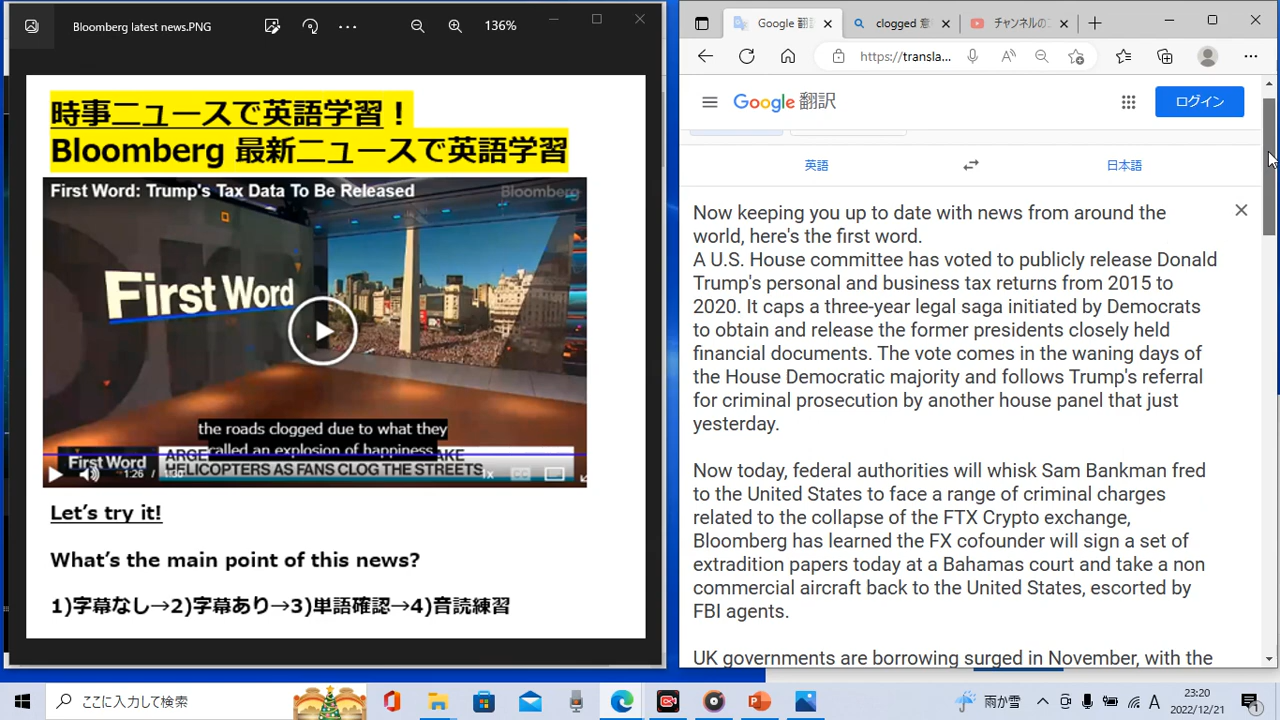 Bloomberg latest news.PNG
136%
時事ニュースで英語学習！
Bloomberg 最新ニュースで英語学習
First Word: Trump's Tax Data To Be Released
Bloomberg
First Word
the roads clogged due to what they
called an explosion of happiness.
First Word
HELICOPTERS AS FANS CLOG THE STREETS
1:26 / 1:30
1x
CC
Let's try it!
What's the main point of this news?
1)字幕なし→2)字幕あり→3)単語確認→4)音読練習
Google 翻訳
clogged 意味
チャンネルのコ
https://transla...
Google 翻訳
ログイン
英語
日本語
Now keeping you up to date with news from around the
world, here's the first word.
A U.S. House committee has voted to publicly release Donald
Trump's personal and business tax returns from 2015 to
2020. It caps a three-year legal saga initiated by Democrats
to obtain and release the former presidents closely held
financial documents. The vote comes in the waning days of
the House Democratic majority and follows Trump's referral
for criminal prosecution by another house panel that just
yesterday.
Now today, federal authorities will whisk Sam Bankman fred
to the United States to face a range of criminal charges
related to the collapse of the FTX Crypto exchange,
Bloomberg has learned the FX cofounder will sign a set of
extradition papers today at a Bahamas court and take a non
commercial aircraft back to the United States, escorted by
FBI agents.
UK governments are borrowing surged in November, with the
ここに入力して検索
雨か雪
A
23:20
2022/12/21
1